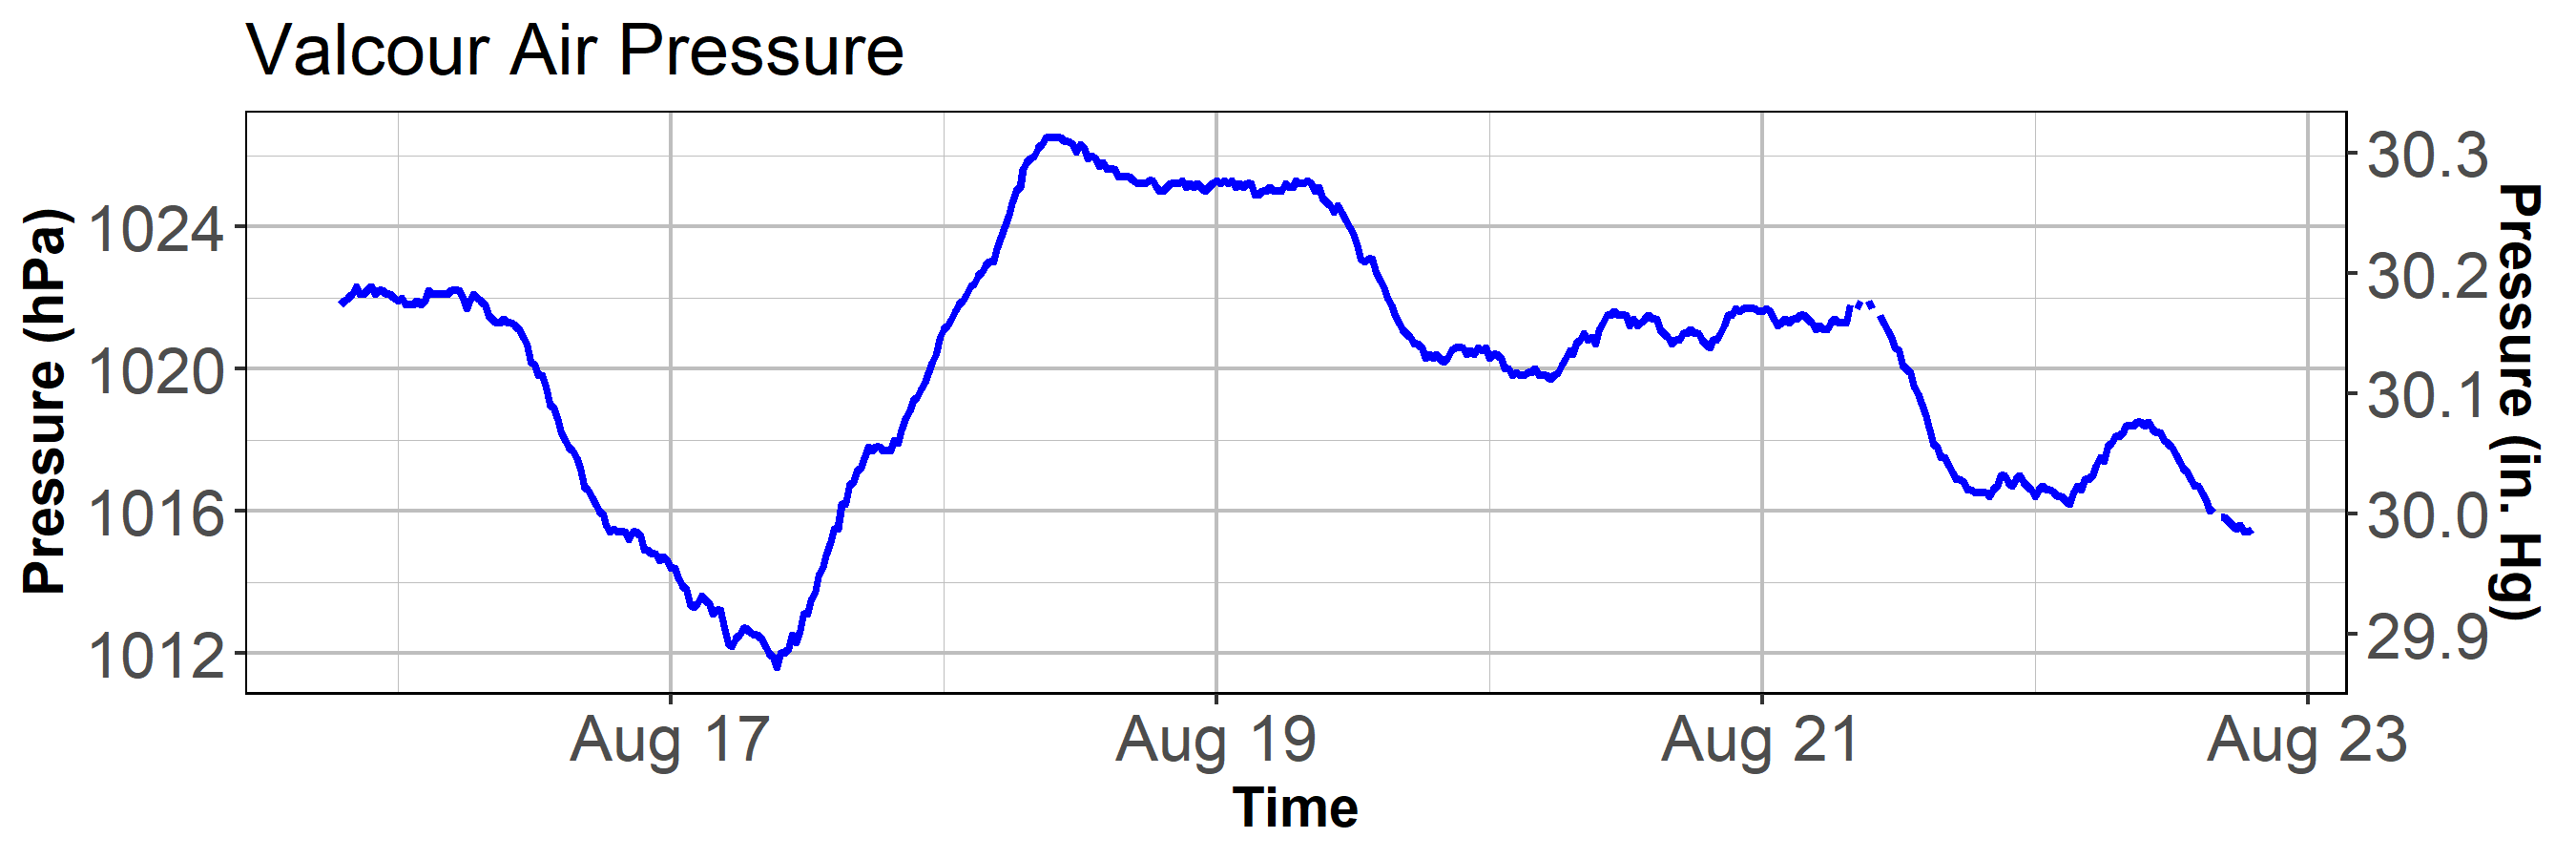 Valcour Air Pressure
Pressure (hPa)
1024
1020
1016
1012
30.3
30.2
30.1
30.0
29.9
Pressure (in. Hg)
Aug 17
Aug 19
Aug 21
Aug 23
Time